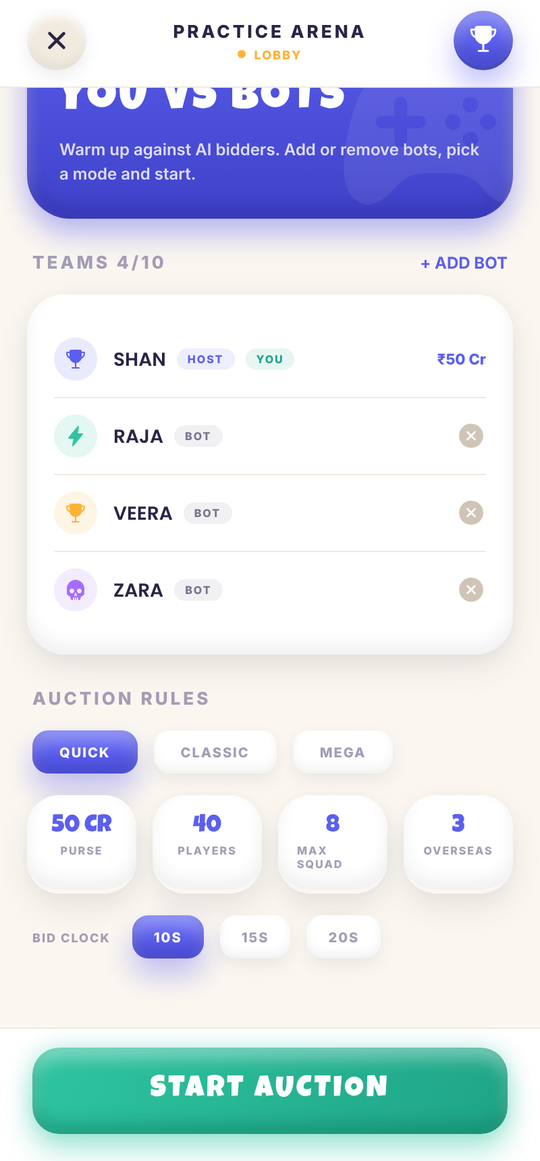 PRACTICE ARENA
LOBBY
YOU VS BOTS
Warm up against AI bidders. Add or remove bots, pick
a mode and start.
TEAMS 4/10
+ ADD BOT
SHAN HOST YOU ₹50 Cr
RAJA BOT
VEERA BOT
ZARA BOT
AUCTION RULES
QUICK CLASSIC MEGA
50 CR 40 8 3
PURSE PLAYERS MAX SQUAD OVERSEAS
BID CLOCK 10S 15S 20S
START AUCTION